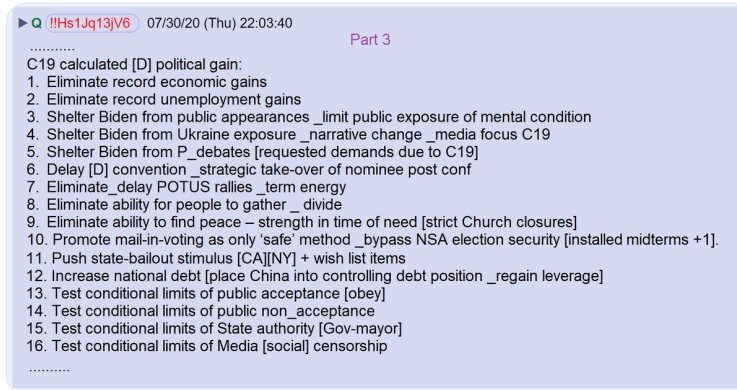 ▶ Q !!Hs1Jq13jV6 07/30/20 (Thu) 22:03:40
Part 3
...........
C19 calculated [D] political gain:
1. Eliminate record economic gains
2. Eliminate record unemployment gains
3. Shelter Biden from public appearances _limit public exposure of mental condition
4. Shelter Biden from Ukraine exposure _narrative change _media focus C19
5. Shelter Biden from P_debates [requested demands due to C19]
6. Delay [D] convention _strategic take-over of nominee post conf
7. Eliminate_delay POTUS rallies _term energy
8. Eliminate ability for people to gather _ divide
9. Eliminate ability to find peace – strength in time of need [strict Church closures]
10. Promote mail-in-voting as only ‘safe’ method _bypass NSA election security [installed midterms +1].
11. Push state-bailout stimulus [CA][NY] + wish list items
12. Increase national debt [place China into controlling debt position _regain leverage]
13. Test conditional limits of public acceptance [obey]
14. Test conditional limits of public non_acceptance
15. Test conditional limits of State authority [Gov-mayor]
16. Test conditional limits of Media [social] censorship
..........